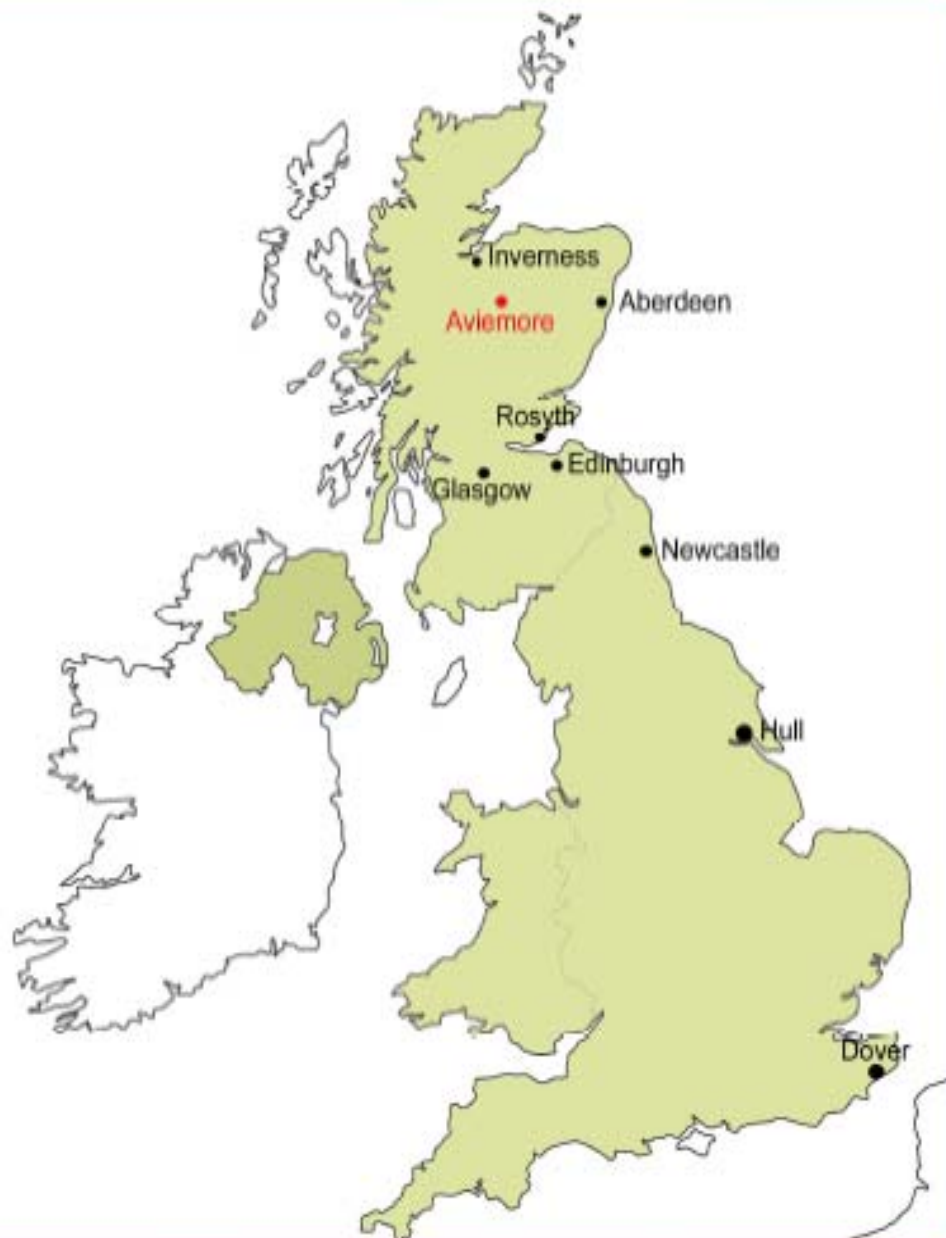 Inverness
Aberdeen
Aviemore
Rosyth
Edinburgh
Glasgow
Newcastle
Hull
Dover